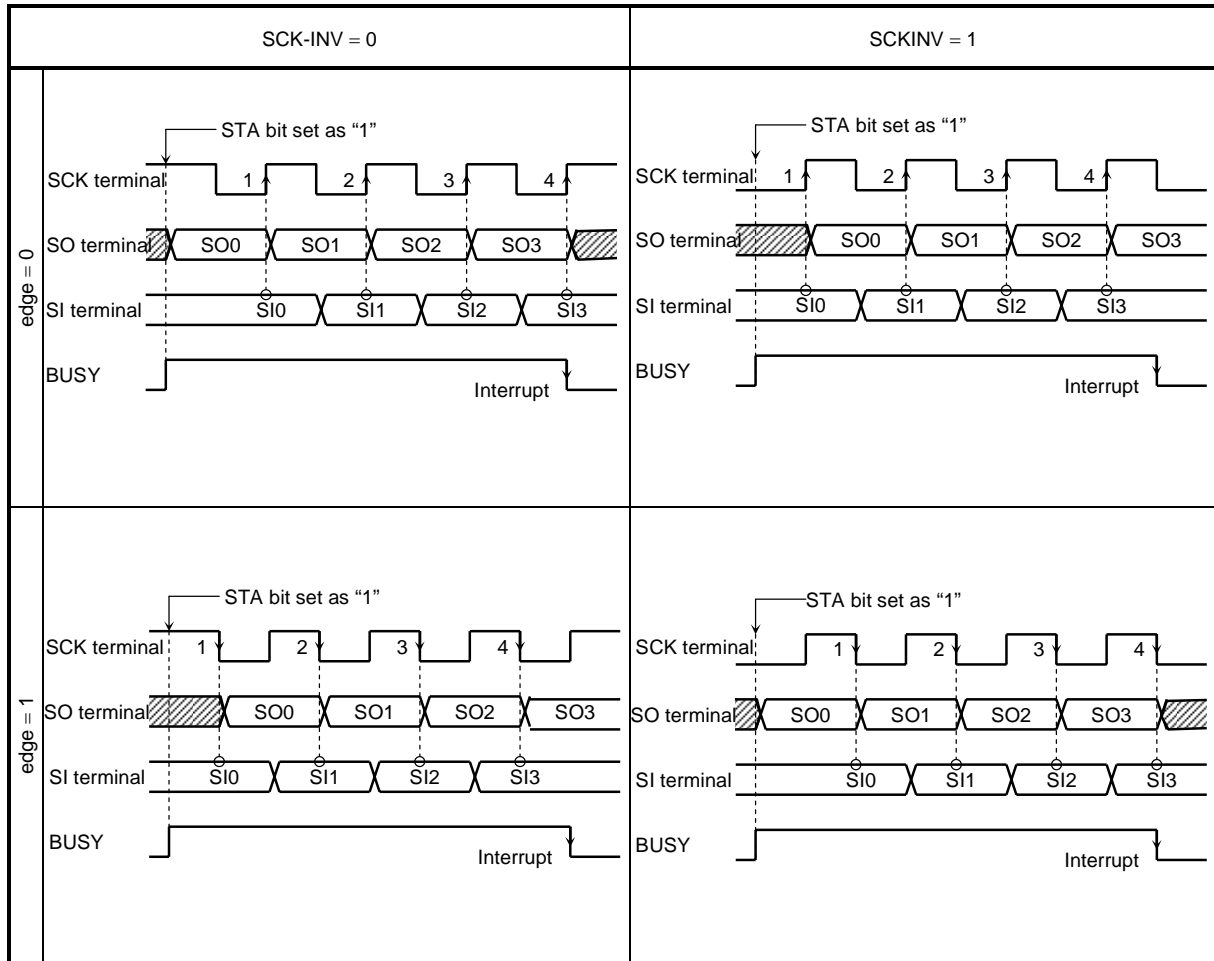 SCK-INV = 0
SCKINV = 1
edge = 0
STA bit set as “1”
SCK terminal 1 2 3 4
SO terminal SO0 SO1 SO2 SO3
SI terminal SI0 SI1 SI2 SI3
BUSY
Interrupt
STA bit set as “1”
SCK terminal 1 2 3 4
SO terminal SO0 SO1 SO2 SO3
SI terminal SI0 SI1 SI2 SI3
BUSY
Interrupt
edge = 1
STA bit set as “1”
SCK terminal 1 2 3 4
SO terminal SO0 SO1 SO2 SO3
SI terminal SI0 SI1 SI2 SI3
BUSY
Interrupt
STA bit set as “1”
SCK terminal 1 2 3 4
SO terminal SO0 SO1 SO2 SO3
SI terminal SI0 SI1 SI2 SI3
BUSY
Interrupt